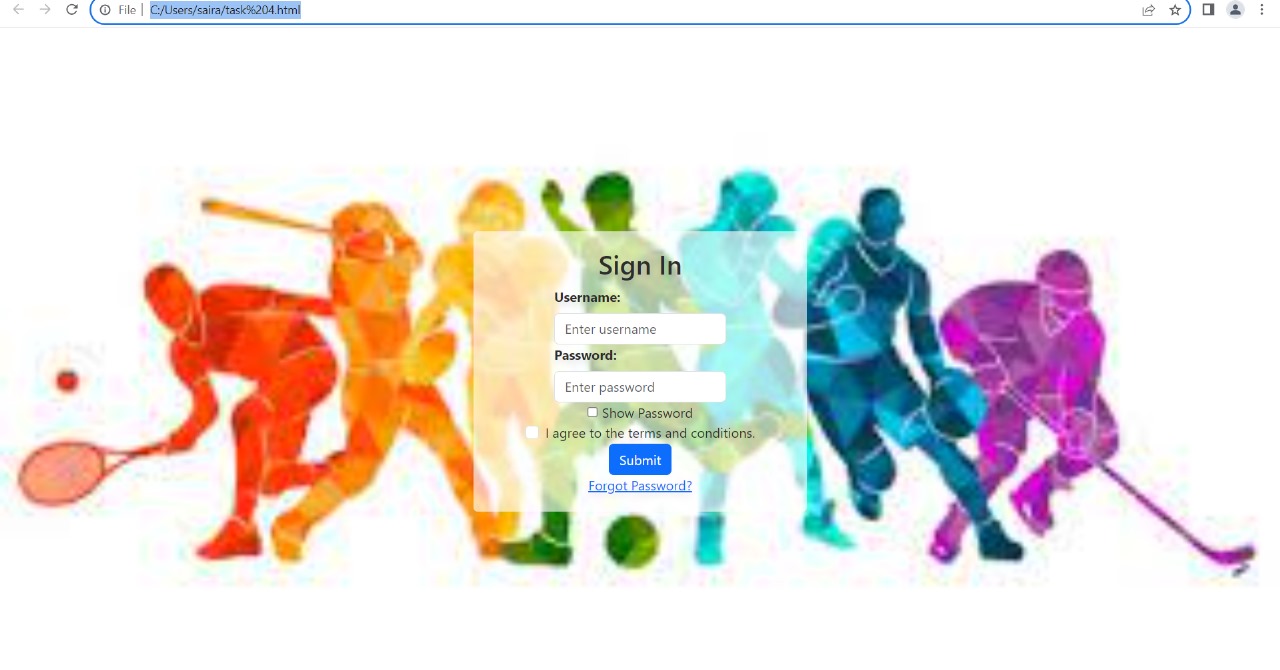 File | C:/Users/saira/task%204.html
Sign In
Username:
Enter username
Password:
Enter password
Show Password
I agree to the terms and conditions.
Submit
Forgot Password?